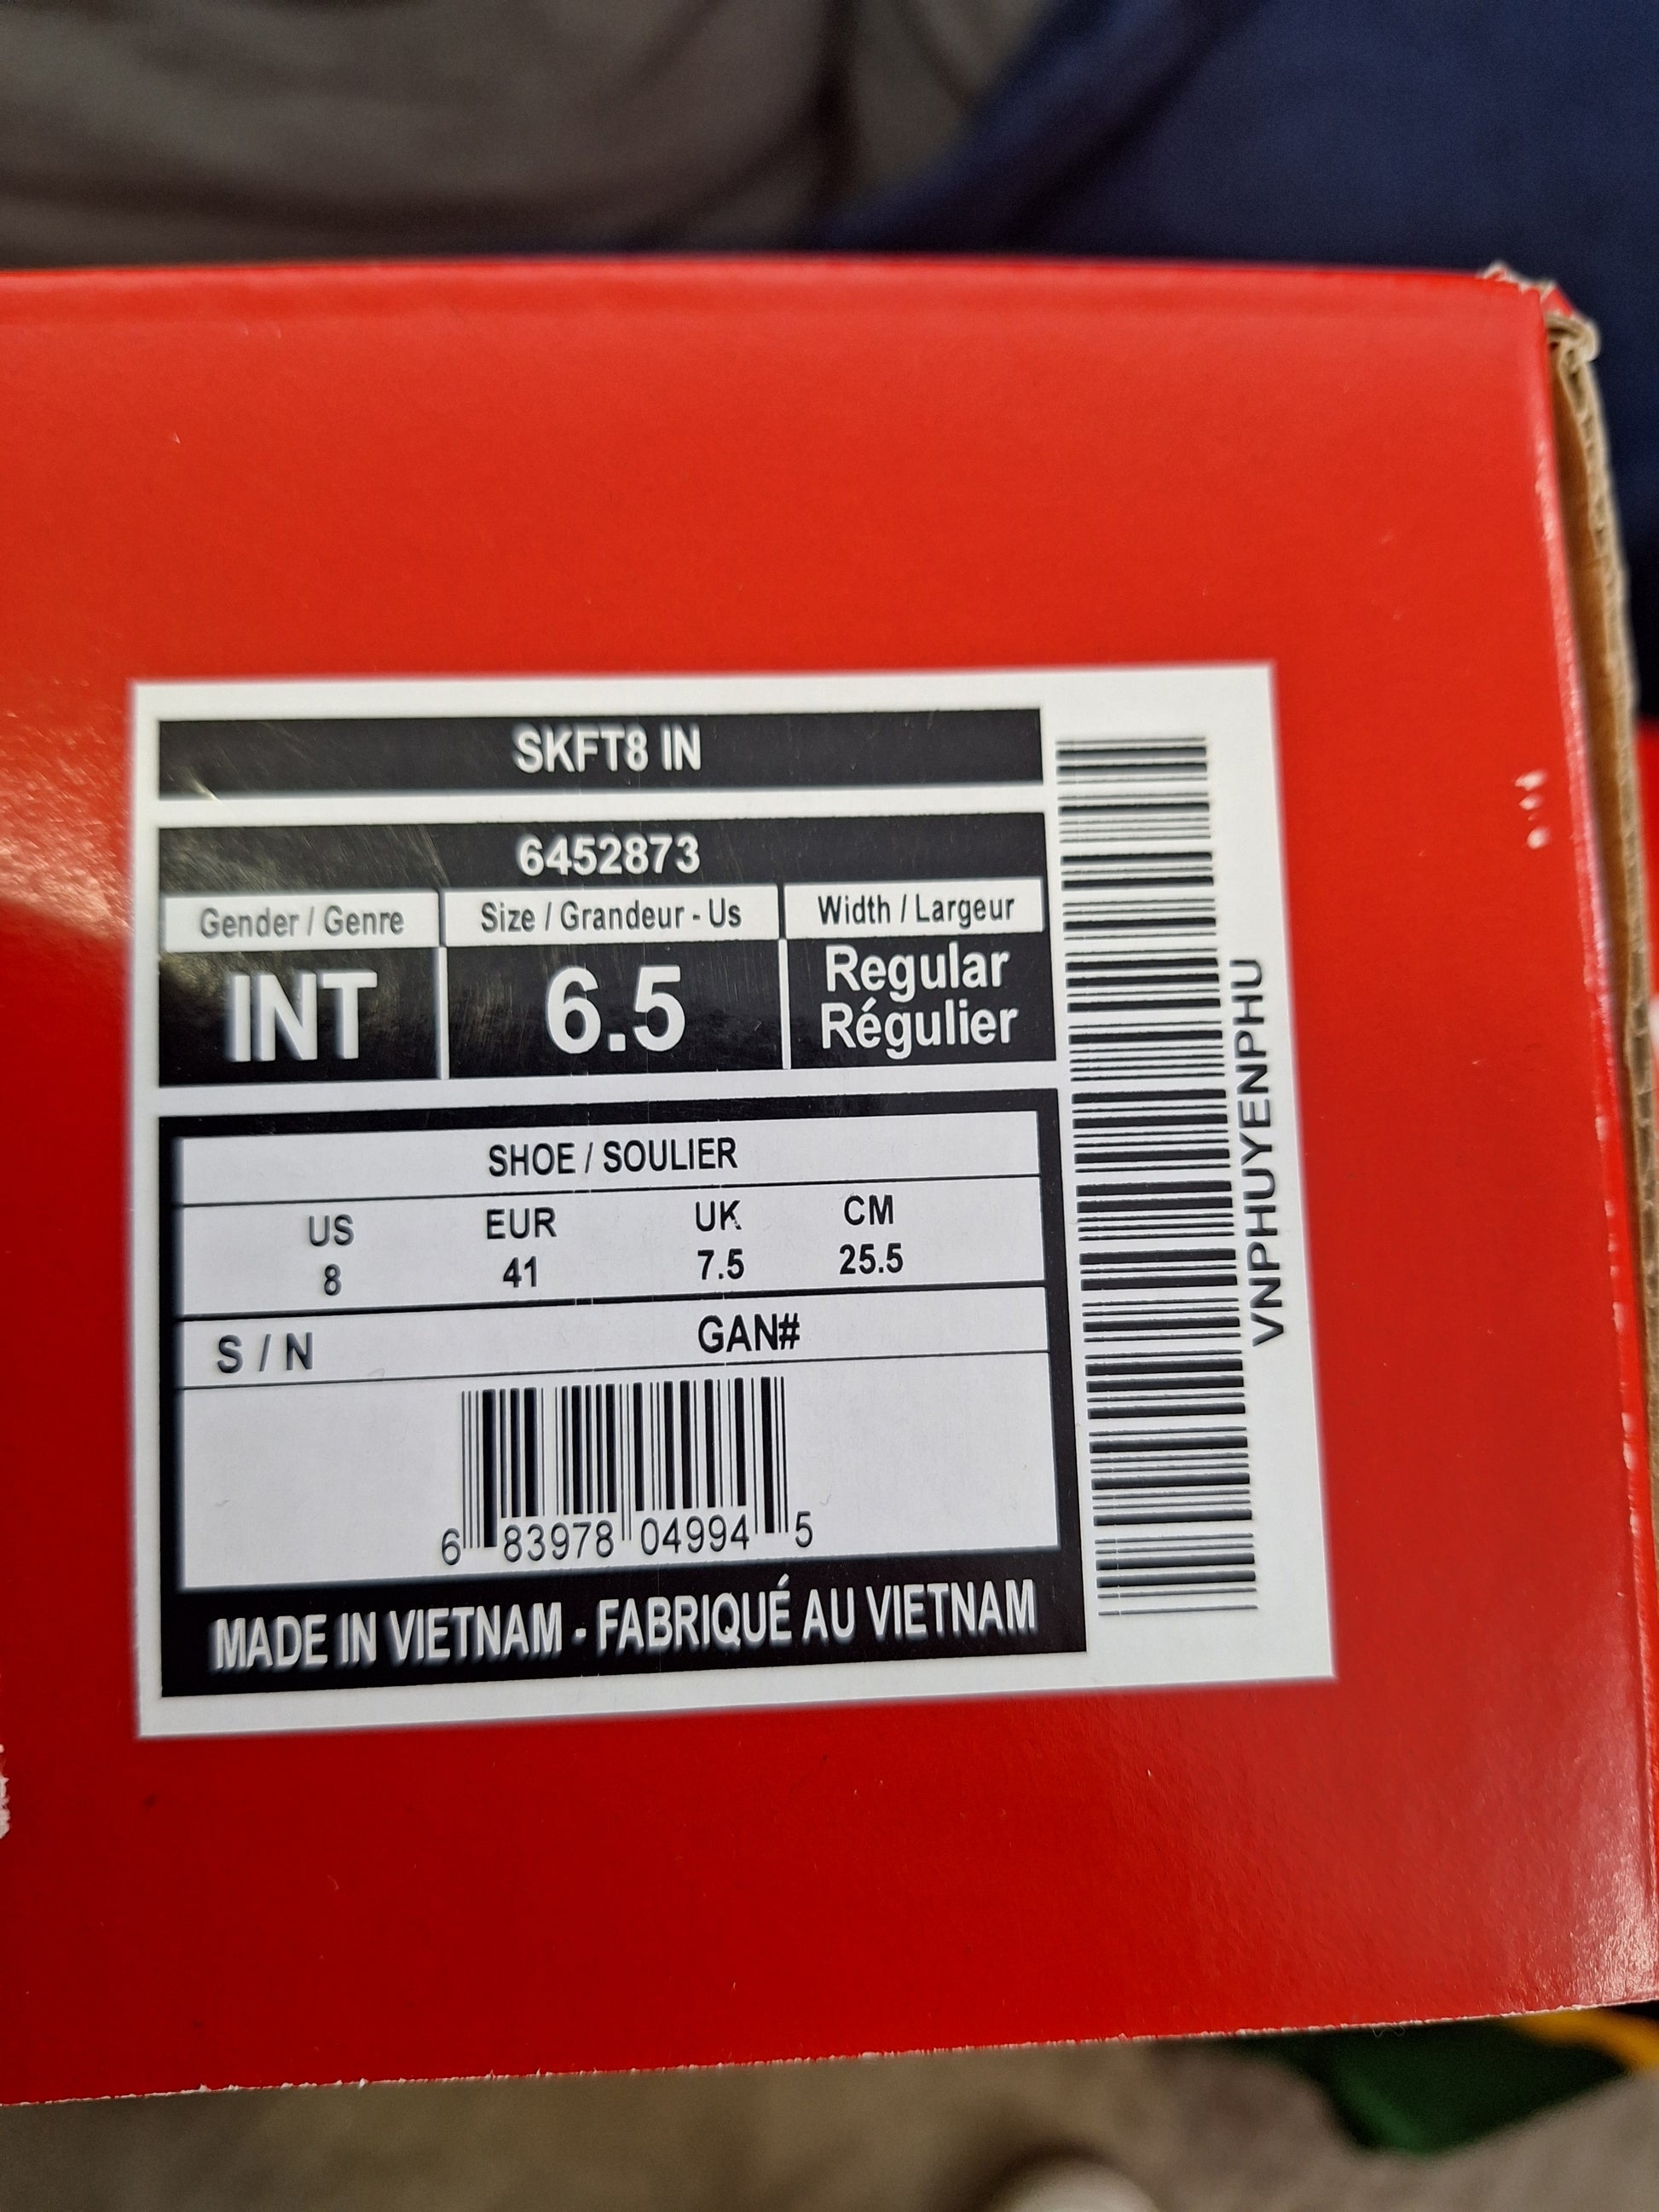 SKFT8 IN
6452873
Gender / Genre
Size / Grandeur - Us
Width / Largeur
INT
6.5
Regular
Régulier
SHOE / SOULIER
US EUR UK CM
8 41 7.5 25.5
S / N GAN#
6 83978 04994 5
MADE IN VIETNAM - FABRIQUÉ AU VIETNAM
VNPHUYENPHU